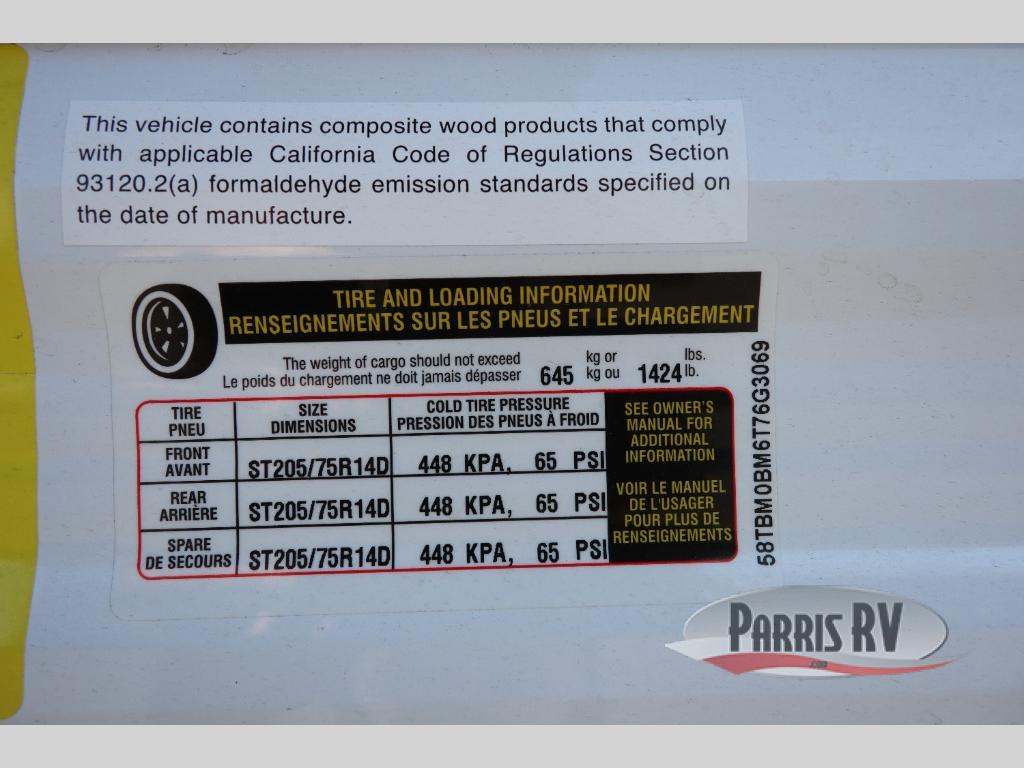 This vehicle contains composite wood products that comply
with applicable California Code of Regulations Section
93120.2(a) formaldehyde emission standards specified on
the date of manufacture.
TIRE AND LOADING INFORMATION
RENSEIGNEMENTS SUR LES PNEUS ET LE CHARGEMENT
The weight of cargo should not exceed
Le poids du chargement ne doit jamais dépasser
645
kg or
kg ou
1424
lbs.
lb.
TIRE
PNEU
SIZE
DIMENSIONS
COLD TIRE PRESSURE
PRESSION DES PNEUS À FROID
FRONT
AVANT
ST205/75R14D
448 KPA, 65 PSI
REAR
ARRIÈRE
ST205/75R14D
448 KPA, 65 PSI
SPARE
DE SECOURS
ST205/75R14D
448 KPA, 65 PSI
SEE OWNER'S
MANUAL FOR
ADDITIONAL
INFORMATION
VOIR LE MANUEL
DE L'USAGER
POUR PLUS DE
RENSEIGNEMENTS
58TBM0BM6T76G3069
PARRIS RV
.com